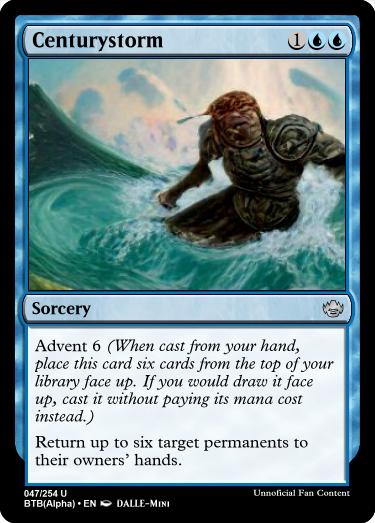 Centurystorm 1
Sorcery
Advent 6 (When cast from your hand,
place this card six cards from the top of your
library face up. If you would draw it face
up, cast it without paying its mana cost
instead.)
Return up to six target permanents to
their owners' hands.
047/254 U
BTB(Alpha) • EN DALLE-Mini
Unofficial Fan Content